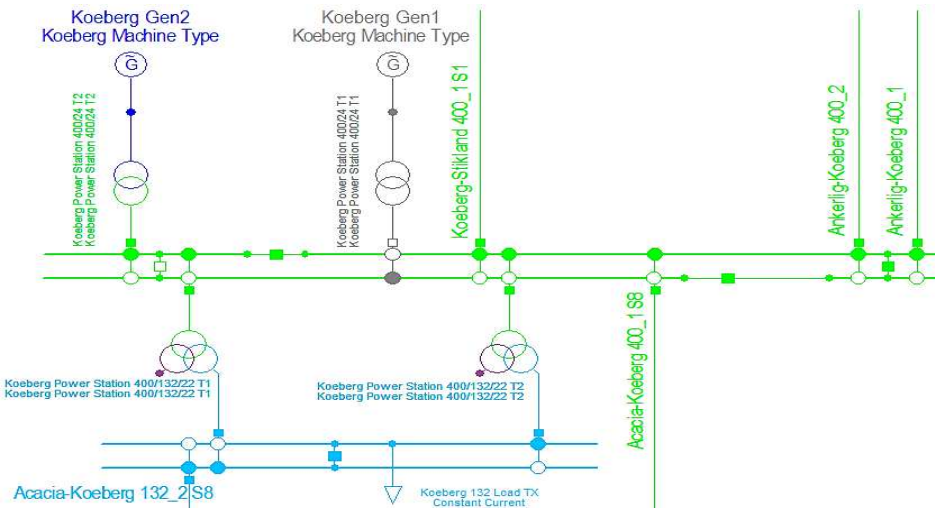 Koeberg Gen2
Koeberg Machine Type
Koeberg Gen1
Koeberg Machine Type
G
G
Koeberg Power Station 400/24 T2
Koeberg Power Station 400/24 T2
Koeberg Power Station 400/24 T1
Koeberg Power Station 400/24 T1
Koeberg-Stikland 400_1 S1
Ankerlig-Koeberg 400_2
Ankerlig-Koeberg 400_1
Acacia-Koeberg 400_1 S8
Koeberg Power Station 400/132/22 T1
Koeberg Power Station 400/132/22 T1
Koeberg Power Station 400/132/22 T2
Koeberg Power Station 400/132/22 T2
Acacia-Koeberg 132_2 S8
Koeberg 132 Load TX
Constant Current